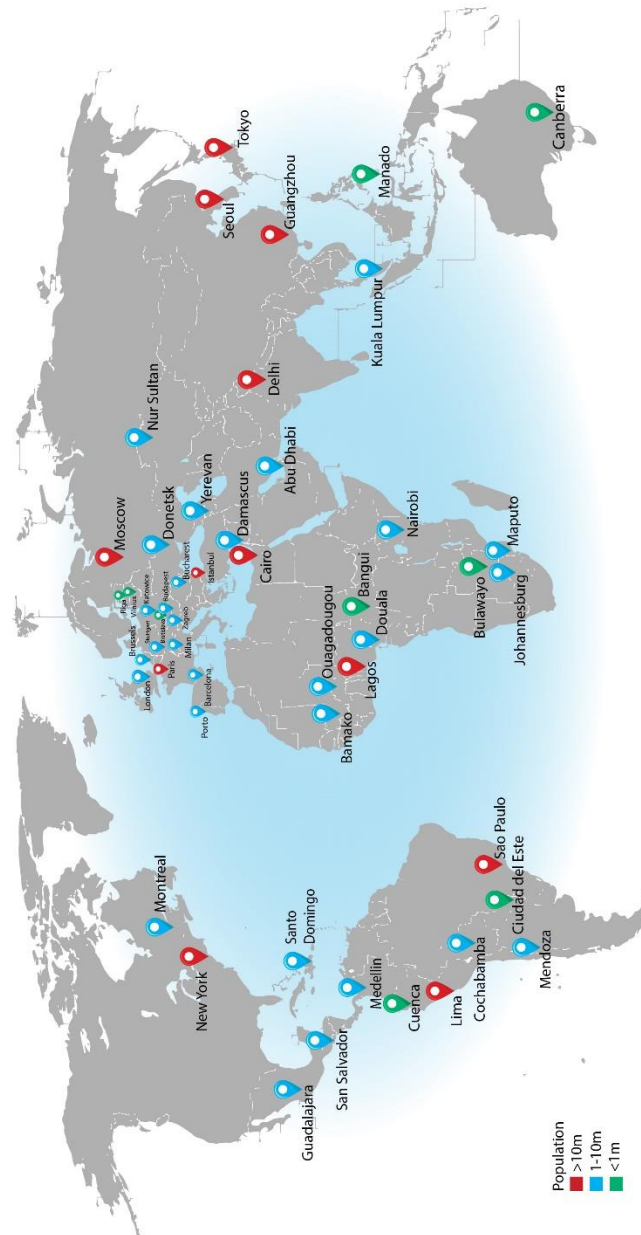 Montreal
New York
Guadalajara
San Salvador
Santo
Domingo
Medellin
Cuenca
Lima
Cochabamba
Sao Paulo
Ciudad del Este
Mendoza
London
Brussels
Paris
Stuttgart
Milan
Barcelona
Porto
Riga
Vilnius
Katowice
Bratislava
Budapest
Zagreb
Bucharest
Istanbul
Moscow
Donetsk
Yerevan
Nur Sultan
Damascus
Cairo
Abu Dhabi
Delhi
Seoul
Tokyo
Guangzhou
Manado
Kuala Lumpur
Canberra
Bamako
Ouagadougou
Lagos
Douala
Bangui
Nairobi
Bulawayo
Johannesburg
Maputo
Population
>10m
1-10m
<1m